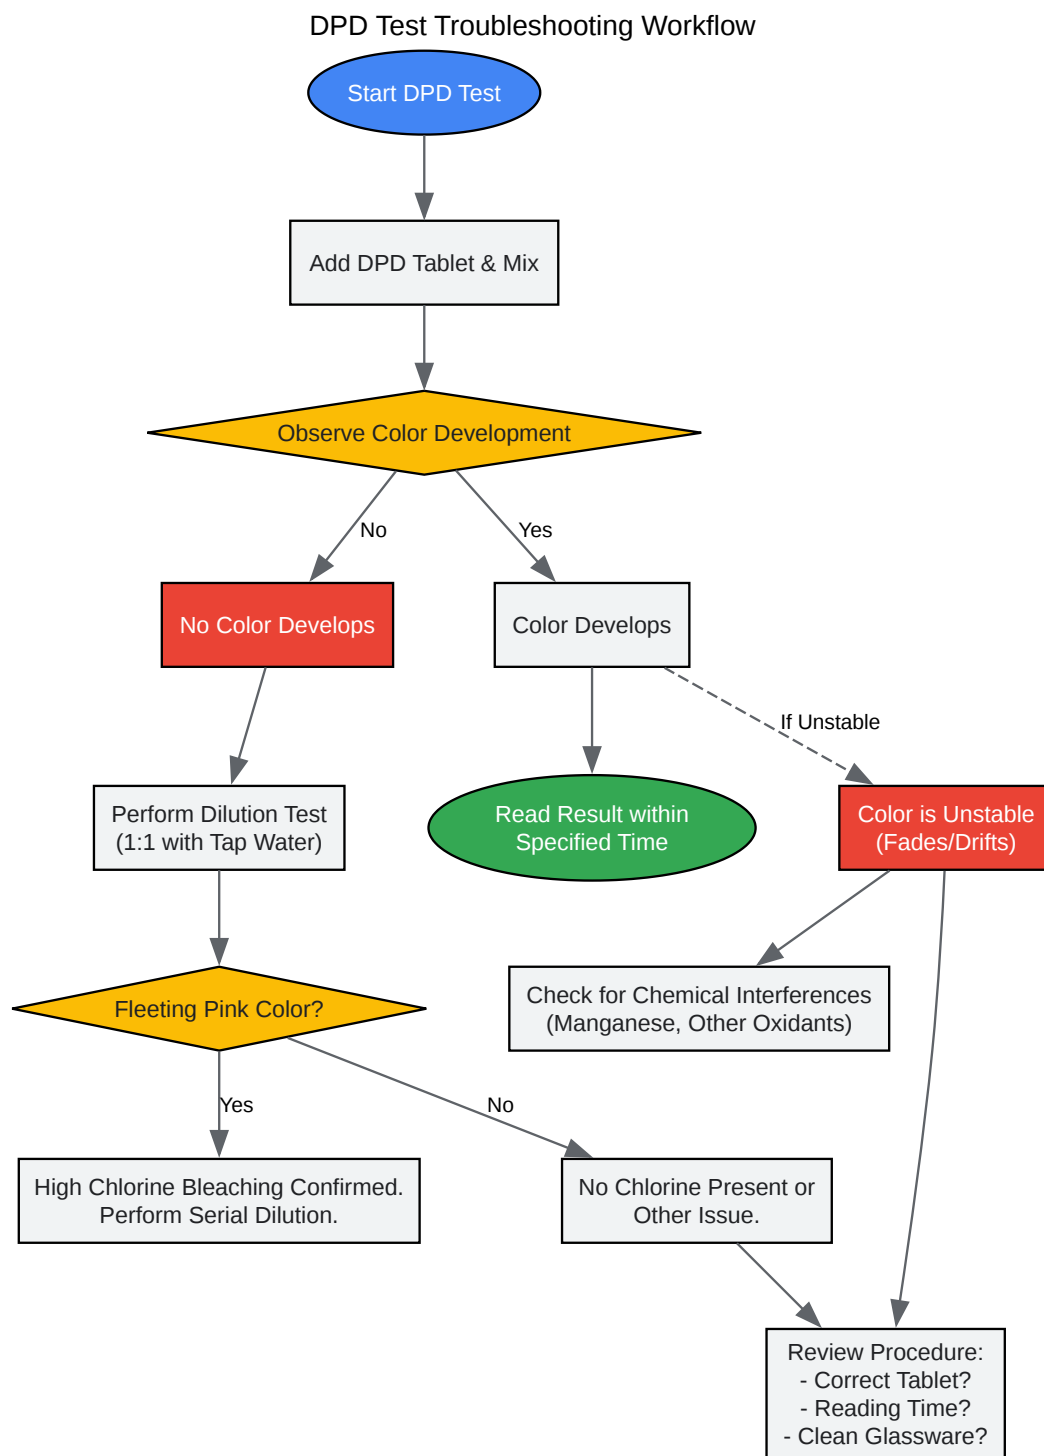 DPD Test Troubleshooting Workflow
Start DPD Test
Add DPD Tablet & Mix
Observe Color Development
No
Yes
No Color Develops
Color Develops
If Unstable
Perform Dilution Test
(1:1 with Tap Water)
Read Result within
Specified Time
Color is Unstable
(Fades/Drifts)
Fleeting Pink Color?
Check for Chemical Interferences
(Manganese, Other Oxidants)
Yes
No
High Chlorine Bleaching Confirmed.
Perform Serial Dilution.
No Chlorine Present or
Other Issue.
Review Procedure:
- Correct Tablet?
- Reading Time?
- Clean Glassware?